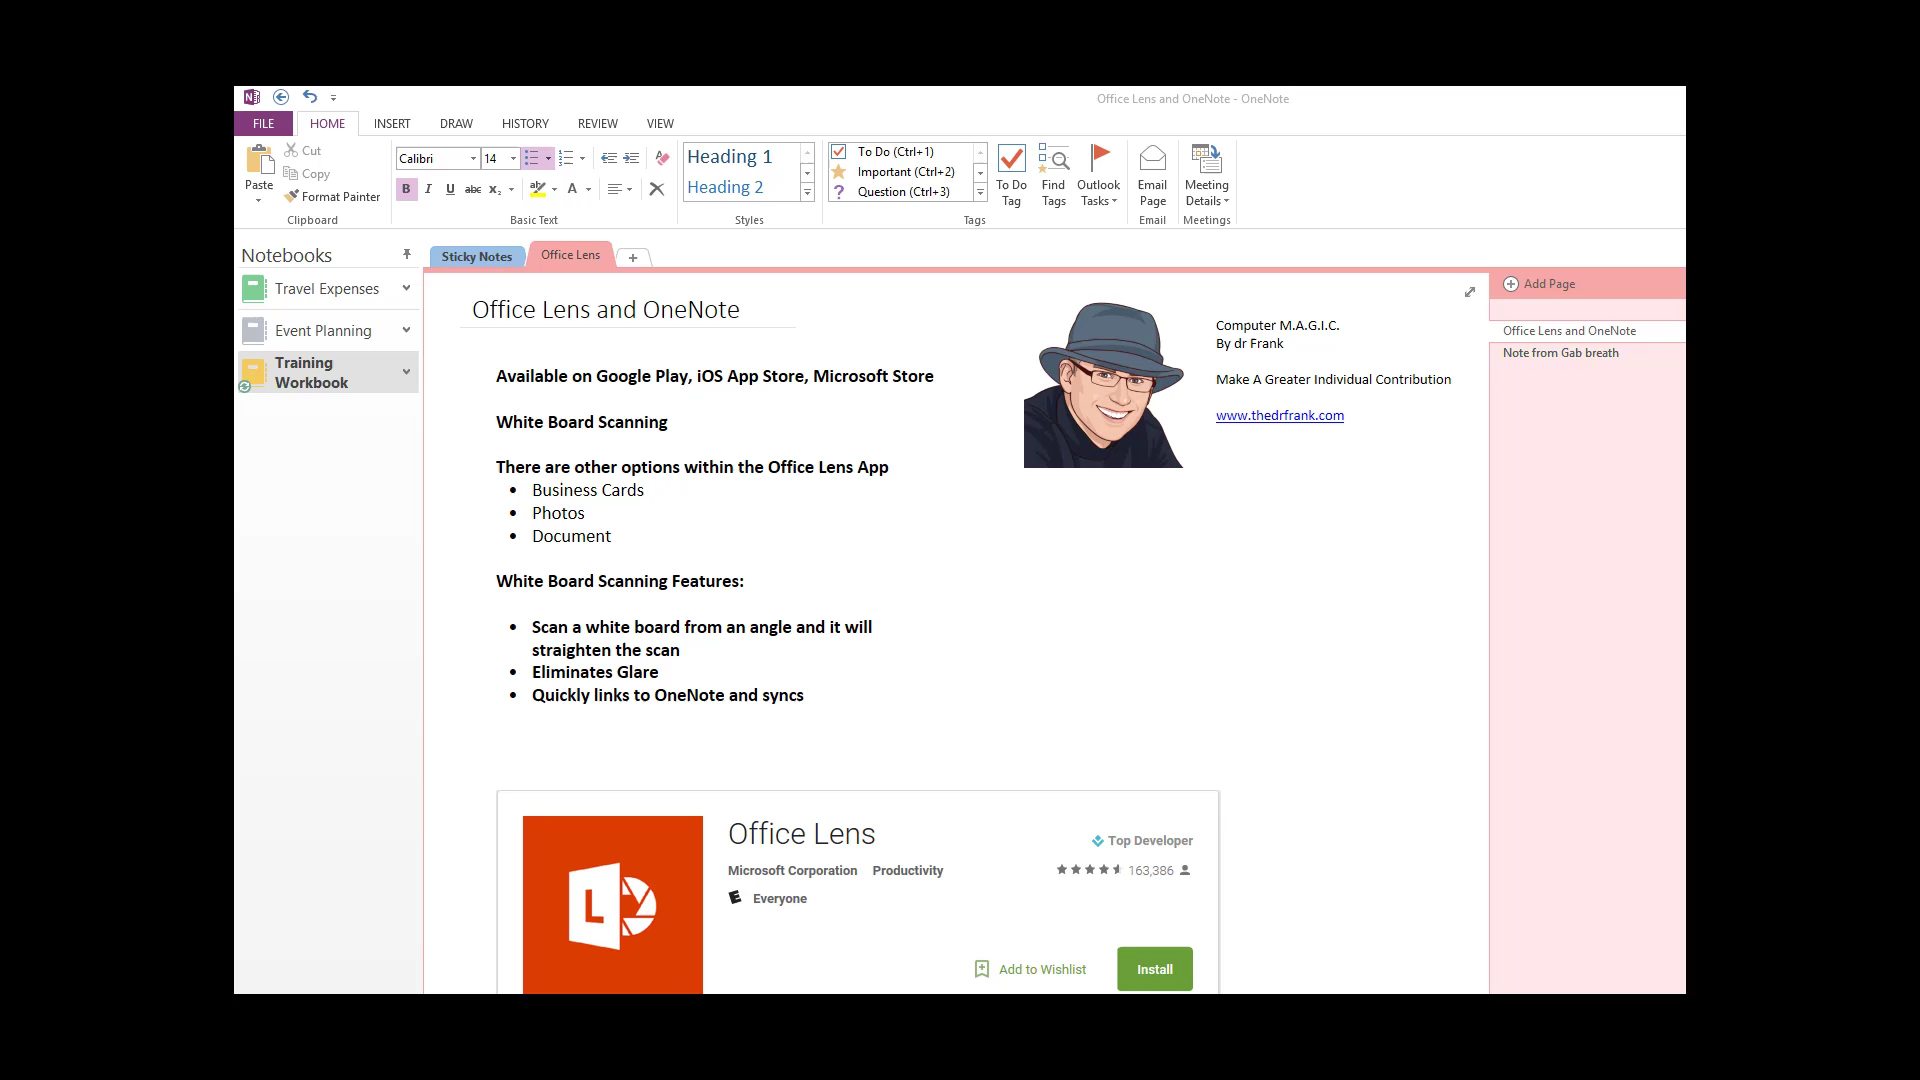 Office Lens and OneNote - OneNote
FILE HOME INSERT DRAW HISTORY REVIEW VIEW
Paste
Cut
Copy
Format Painter
Clipboard
Calibri 14
B I U abc X₂ ab A
Basic Text
Heading 1
Heading 2
Styles
To Do (Ctrl+1)
Important (Ctrl+2)
Question (Ctrl+3)
To Do
Tag
Find
Tags
Outlook
Tasks
Tags
Email
Page
Email
Meeting
Details
Meetings
Notebooks
Travel Expenses
Event Planning
Training
Workbook
Sticky Notes
Office Lens
+
Office Lens and OneNote
Available on Google Play, iOS App Store, Microsoft Store
White Board Scanning
There are other options within the Office Lens App
• Business Cards
• Photos
• Document
White Board Scanning Features:
• Scan a white board from an angle and it will
straighten the scan
• Eliminates Glare
• Quickly links to OneNote and syncs
Computer M.A.G.I.C.
By dr Frank
Make A Greater Individual Contribution
www.thedrfrank.com
Add Page
Office Lens and OneNote
Note from Gab breath
L
Office Lens
Top Developer
Microsoft Corporation Productivity
163,386
E Everyone
Add to Wishlist
Install